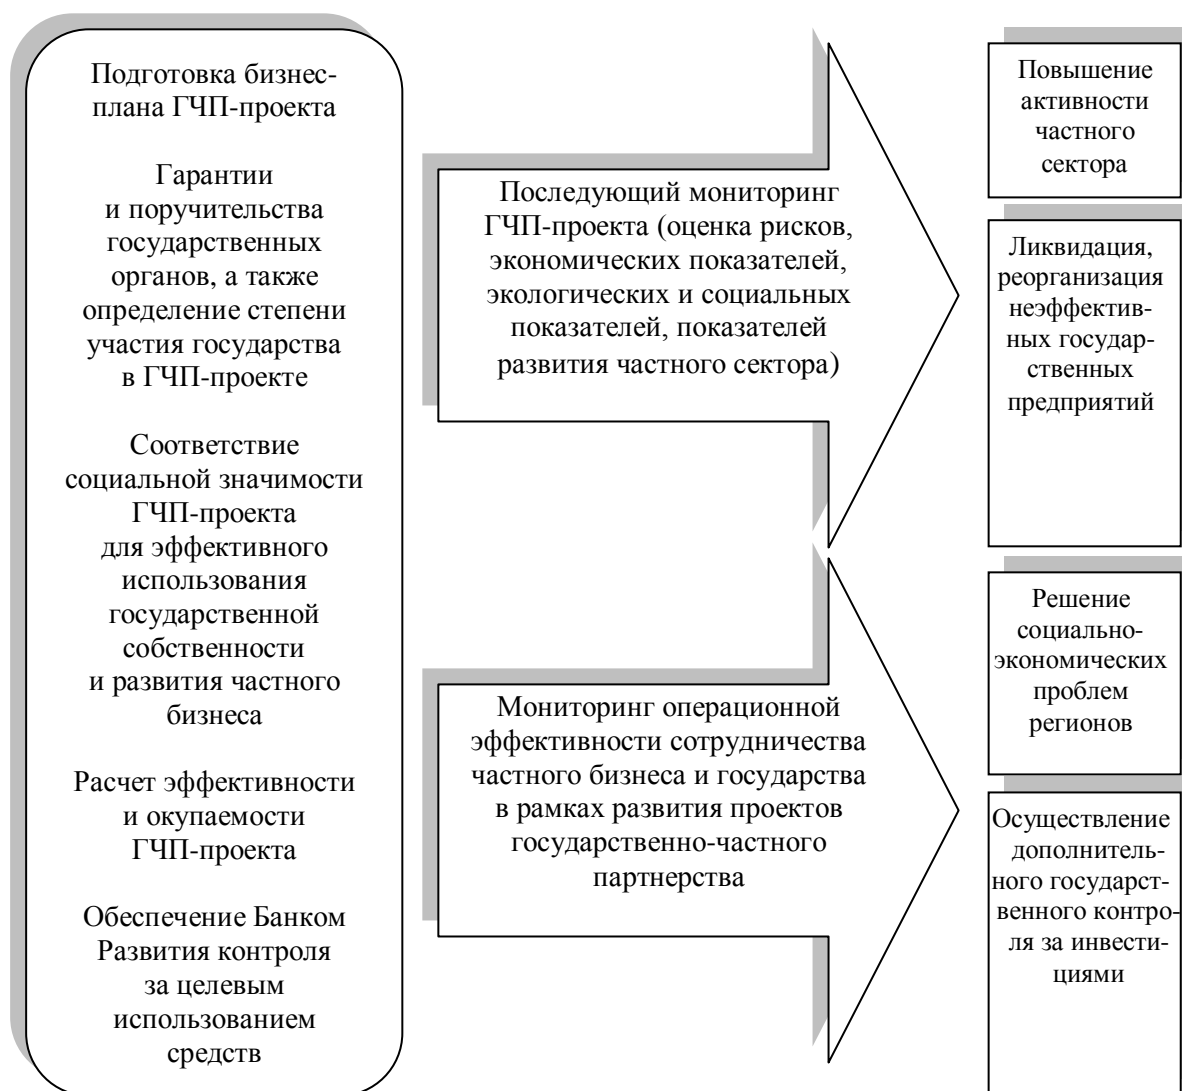 Подготовка бизнес-
плана ГЧП-проекта
Гарантии
и поручительства
государственных
органов, а также
определение степени
участия государства
в ГЧП-проекте
Соответствие
социальной значимости
ГЧП-проекта
для эффективного
использования
государственной
собственности
и развития частного
бизнеса
Расчет эффективности
и окупаемости
ГЧП-проекта
Обеспечение Банком
Развития контроля
за целевым
использованием
средств
Последующий мониторинг
ГЧП-проекта (оценка рисков,
экономических показателей,
экологических и социальных
показателей, показателей
развития частного сектора)
Мониторинг операционной
эффективности сотрудничества
частного бизнеса и государства
в рамках развития проектов
государственно-частного
партнерства
Повышение
активности
частного
сектора
Ликвидация,
реорганизация
неэффектив-
ных государ-
ственных
предприятий
Решение
социально-
экономических
проблем
регионов
Осуществление
дополнитель-
ного государст-
венного контро-
ля за инвести-
циями